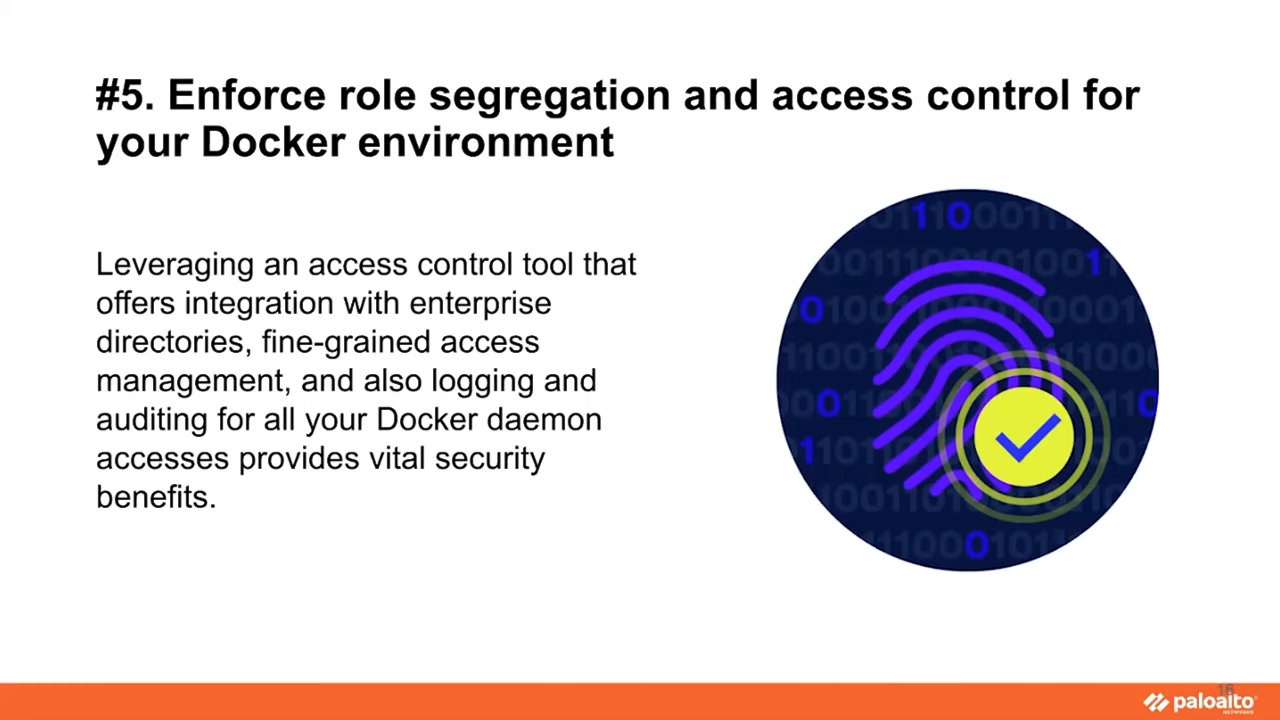 #5. Enforce role segregation and access control for
your Docker environment
Leveraging an access control tool that
offers integration with enterprise
directories, fine-grained access
management, and also logging and
auditing for all your Docker daemon
accesses provides vital security
benefits.
16
paloalto
NETWORKS